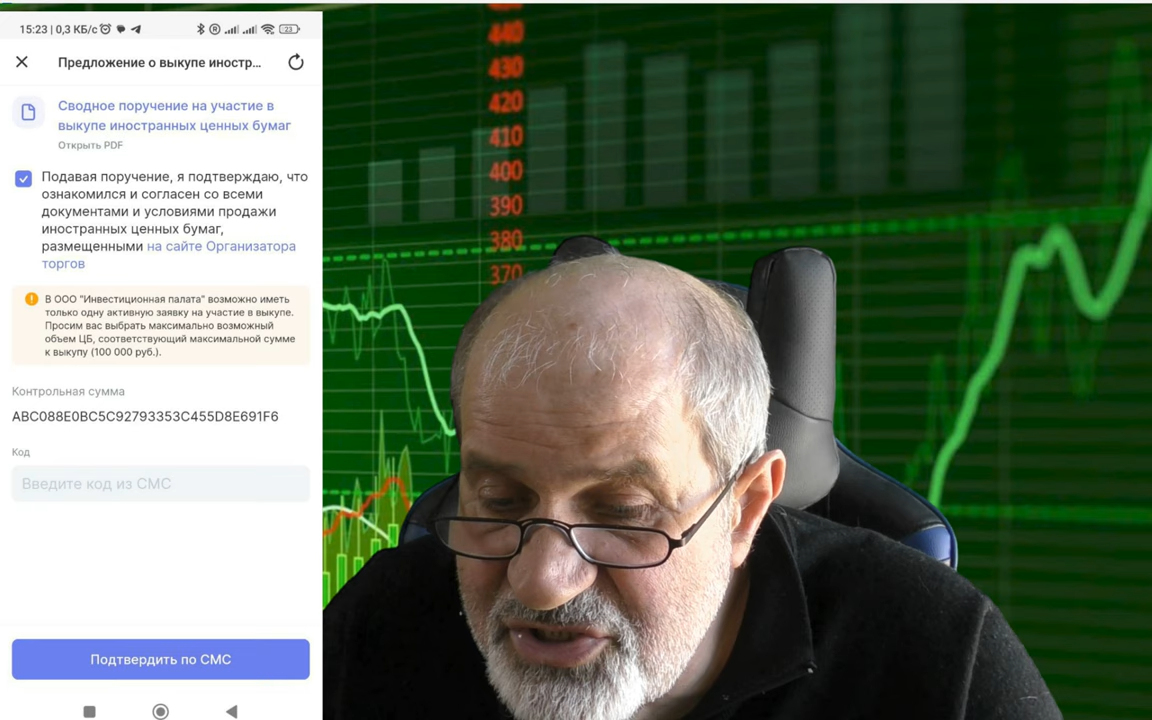 15:23 | 0,3 КБ/с
23
Предложение о выкупе иностр...
Сводное поручение на участие в
выкупе иностранных ценных бумаг
Открыть PDF
Подавая поручение, я подтверждаю, что
ознакомился и согласен со всеми
документами и условиями продажи
иностранных ценных бумаг,
размещенными на сайте Организатора
торгов
В ООО "Инвестиционная палата" возможно иметь
только одну активную заявку на участие в выкупе.
Просим вас выбрать максимально возможный
объем ЦБ, соответствующий максимальной сумме
к выкупу (100 000 руб.).
Контрольная сумма
ABC088E0BC5C92793353C455D8E691F6
Код
Введите код из СМС
Подтвердить по СМС
440
430
420
410
400
390
380
370